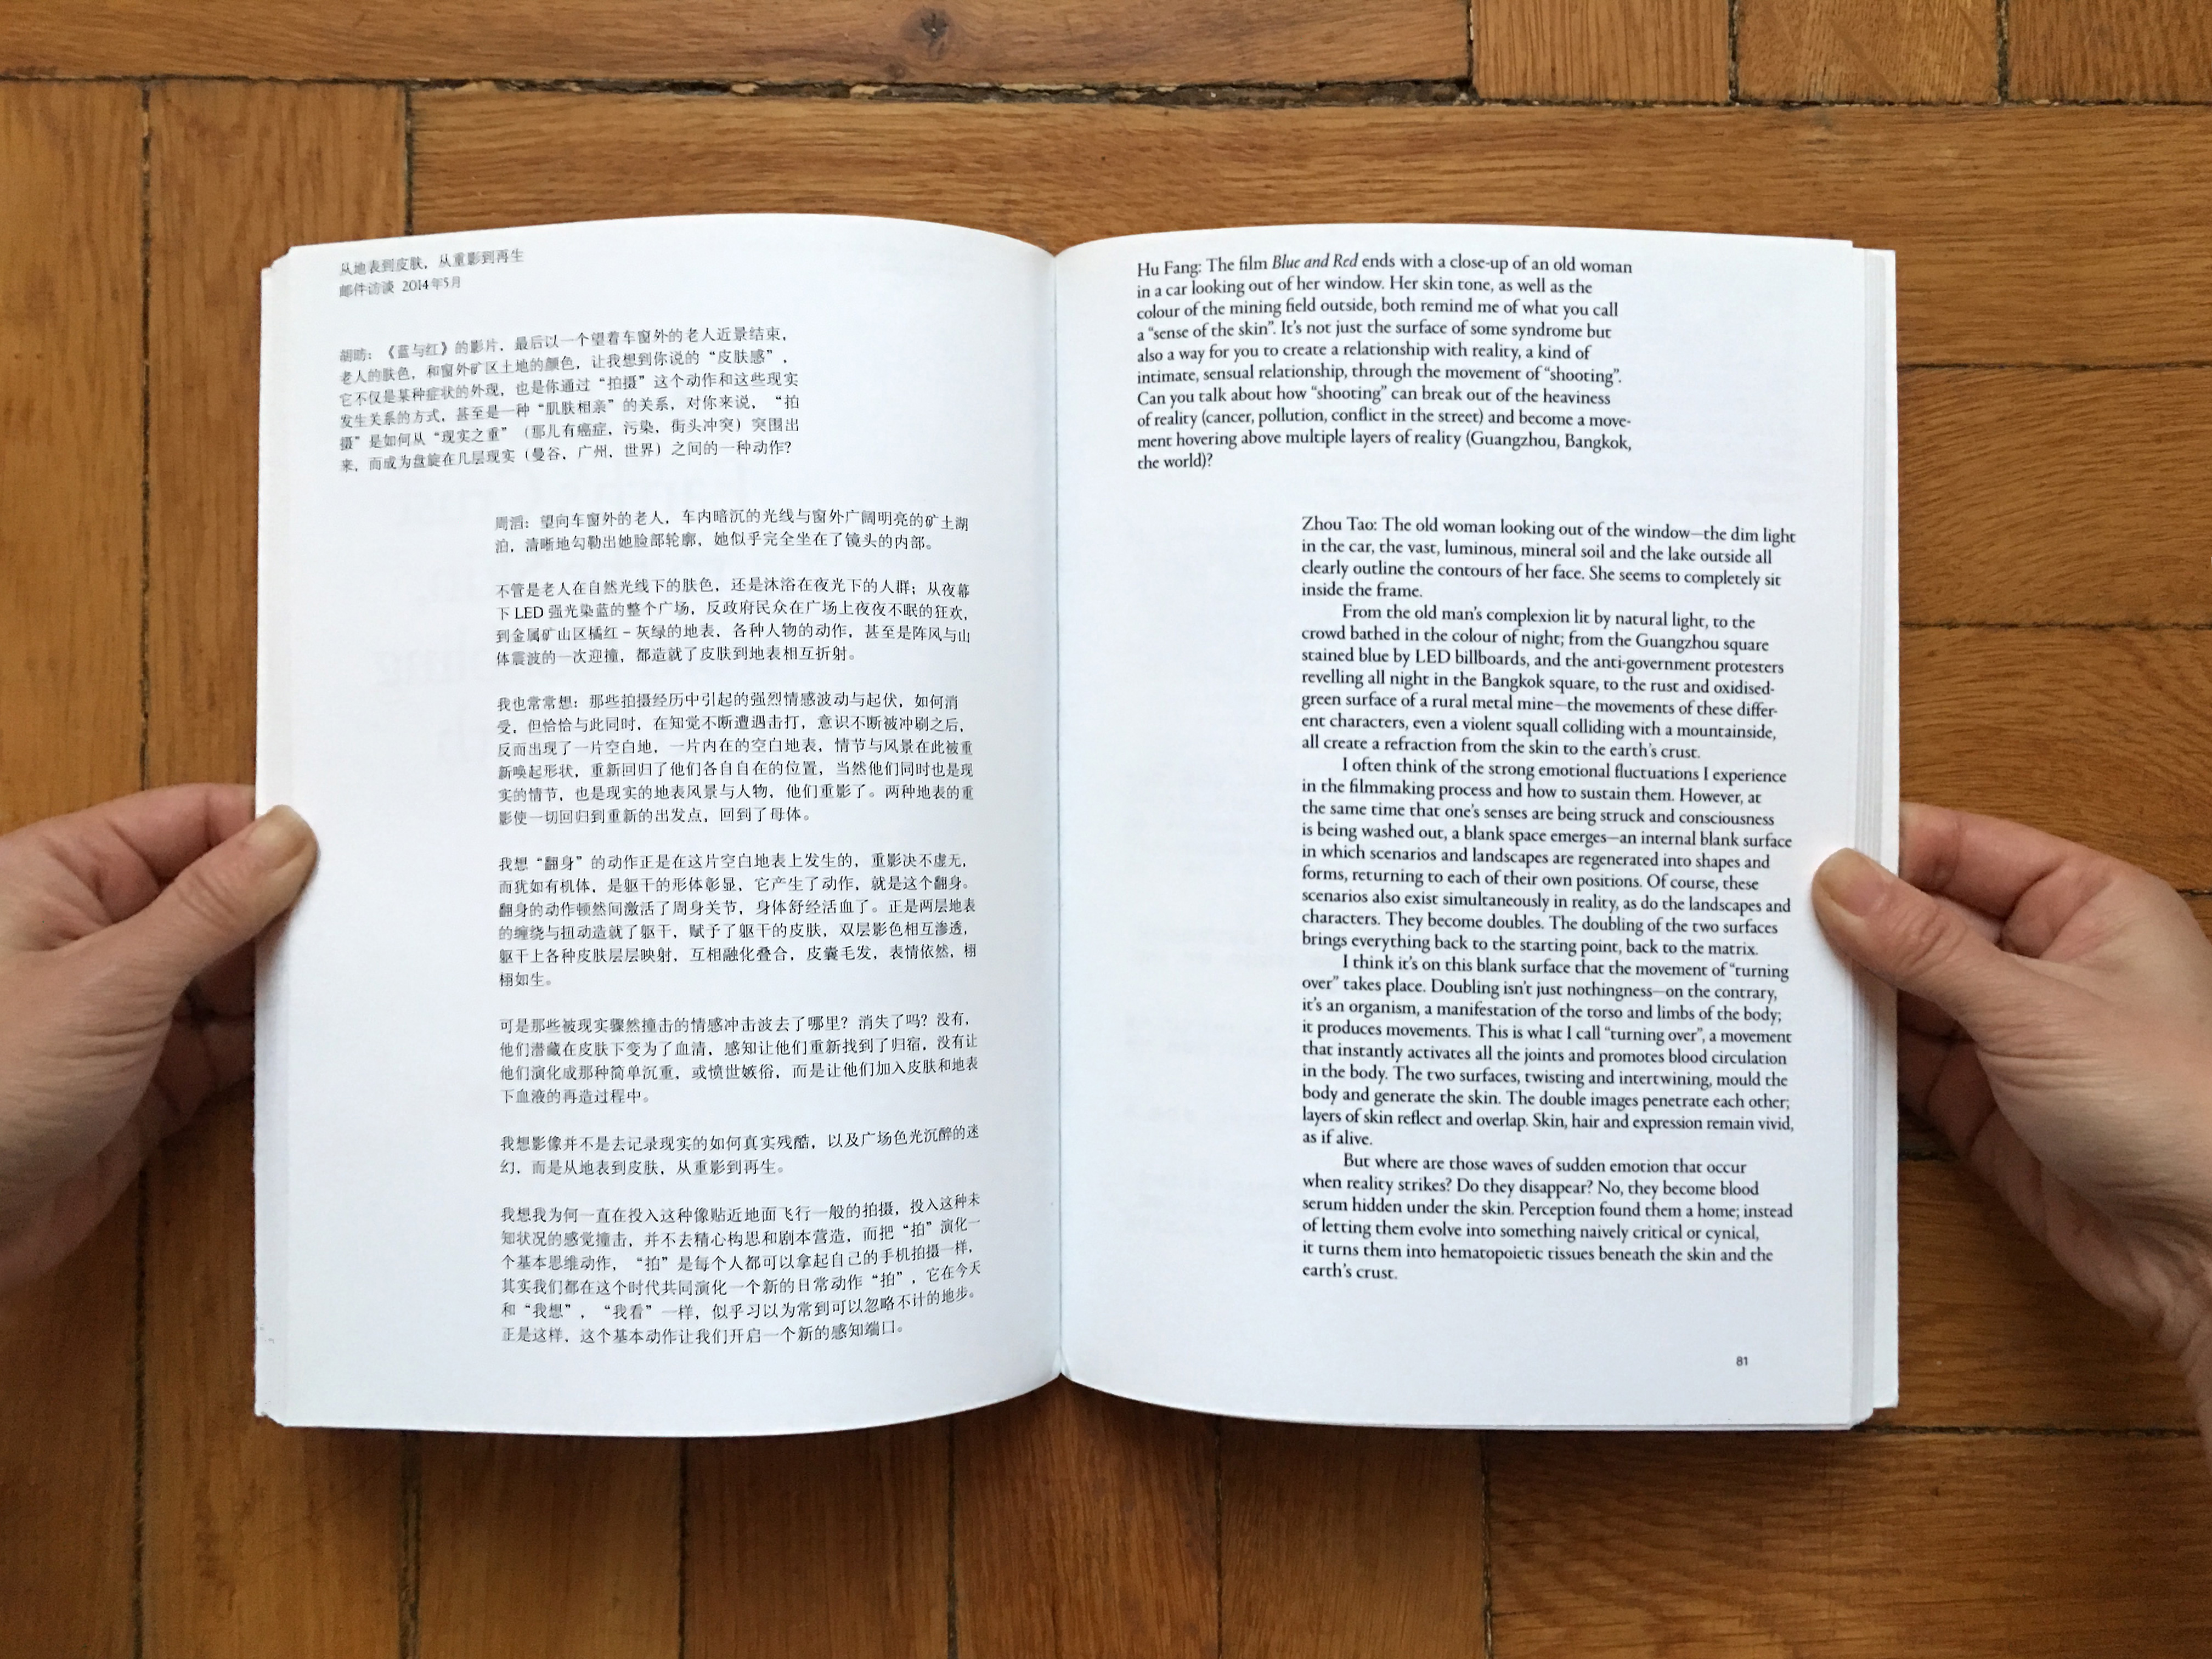 从地表到皮肤，从重影到再生
邮件访谈 2014年5月
胡昉：《蓝与红》的影片，最后以一个望着车窗外的老人近景结束，
老人的肤色，和窗外矿区土地的颜色，让我想到你说的“皮肤感”，
它不仅是某种症状的外观，也是你通过“拍摄”这个动作和这些现实
发生关系的方式，甚至是一种“肌肤相亲”的关系，对你来说，“拍
摄”是如何从“现实之重”（那儿有癌症，污染，街头冲突）突围出
来，而成为盘旋在几层现实（曼谷，广州，世界）之间的一种动作？
周滔：望向车窗外的老人，车内暗沉的光线与窗外广阔明亮的矿土湖
泊，清晰地勾勒出她脸部轮廓，她似乎完全坐在了镜头的内部。
不管是老人在自然光线下的肤色，还是沐浴在夜光下的人群；从夜幕
下 LED 强光染蓝的整个广场，反政府民众在广场上夜夜不眠的狂欢，
到金属矿山区橘红－灰绿的地表，各种人物的动作，甚至是阵风与山
体震波的一次迎撞，都造就了皮肤到地表相互折射。
我也常常想：那些拍摄经历中引起的强烈情感波动与起伏，如何消
受，但恰恰与此同时，在知觉不断遭遇击打，意识不断被冲刷之后，
反而出现了一片空白地，一片内在的空白地表，情节与风景在此被重
新唤起形状，重新回归了他们各自自在的位置，当然他们同时也是现
实的情节，也是现实的地表风景与人物，他们重影了。两种地表的重
影使一切回归到重新的出发点，回到了母体。
我想“翻身”的动作正是在这片空白地表上发生的，重影决不虚无，
而犹如有机体，是躯干的形体彰显，它产生了动作，就是这个翻身。
翻身的动作顿然间激活了周身关节，身体舒经活血了。正是两层地表
的缠绕与扭动造就了躯干，赋予了躯干的皮肤，双层影色相互渗透，
躯干上各种皮肤层层映射，互相融化叠合，皮囊毛发，表情依然，栩
栩如生。
可是那些被现实骤然撞击的情感冲击波去了哪里？消失了吗？没有，
他们潜藏在皮肤下变为了血清，感知让他们重新找到了归宿，没有让
他们演化成那种简单沉重，或愤世嫉俗，而是让他们加入皮肤和地表
下血液的再造过程中。
我想影像并不是去记录现实的如何真实残酷，以及广场色光沉醉的迷
幻，而是从地表到皮肤，从重影到再生。
我想我为何一直在投入这种像贴近地面飞行一般的拍摄，投入这种未
知状况的感觉撞击，并不去精心构思和剧本营造，而把“拍”演化一
个基本思维动作，“拍”是每个人都可以拿起自己的手机拍摄一样，
其实我们都在这个时代共同演化一个新的日常动作“拍”，它在今天
和“我想”，“我看”一样，似乎习以为常到可以忽略不计的地步。
正是这样，这个基本动作让我们开启一个新的感知端口。
Hu Fang: The film Blue and Red ends with a close-up of an old woman
in a car looking out of her window. Her skin tone, as well as the
colour of the mining field outside, both remind me of what you call
a “sense of the skin”. It’s not just the surface of some syndrome but
also a way for you to create a relationship with reality, a kind of
intimate, sensual relationship, through the movement of “shooting”.
Can you talk about how “shooting” can break out of the heaviness
of reality (cancer, pollution, conflict in the street) and become a move-
ment hovering above multiple layers of reality (Guangzhou, Bangkok,
the world)?
Zhou Tao: The old woman looking out of the window—the dim light
in the car, the vast, luminous, mineral soil and the lake outside all
clearly outline the contours of her face. She seems to completely sit
inside the frame.
From the old man’s complexion lit by natural light, to the
crowd bathed in the colour of night; from the Guangzhou square
stained blue by LED billboards, and the anti-government protesters
revelling all night in the Bangkok square, to the rust and oxidised-
green surface of a rural metal mine—the movements of these differ-
ent characters, even a violent squall colliding with a mountainside,
all create a refraction from the skin to the earth’s crust.
I often think of the strong emotional fluctuations I experience
in the filmmaking process and how to sustain them. However, at
the same time that one’s senses are being struck and consciousness
is being washed out, a blank space emerges—an internal blank surface
in which scenarios and landscapes are regenerated into shapes and
forms, returning to each of their own positions. Of course, these
scenarios also exist simultaneously in reality, as do the landscapes and
characters. They become doubles. The doubling of the two surfaces
brings everything back to the starting point, back to the matrix.
I think it’s on this blank surface that the movement of “turning
over” takes place. Doubling isn’t just nothingness—on the contrary,
it’s an organism, a manifestation of the torso and limbs of the body;
it produces movements. This is what I call “turning over”, a movement
that instantly activates all the joints and promotes blood circulation
in the body. The two surfaces, twisting and intertwining, mould the
body and generate the skin. The double images penetrate each other;
layers of skin reflect and overlap. Skin, hair and expression remain vivid,
as if alive.
But where are those waves of sudden emotion that occur
when reality strikes? Do they disappear? No, they become blood
serum hidden under the skin. Perception found them a home; instead
of letting them evolve into something naively critical or cynical,
it turns them into hematopoietic tissues beneath the skin and the
earth’s crust.
81